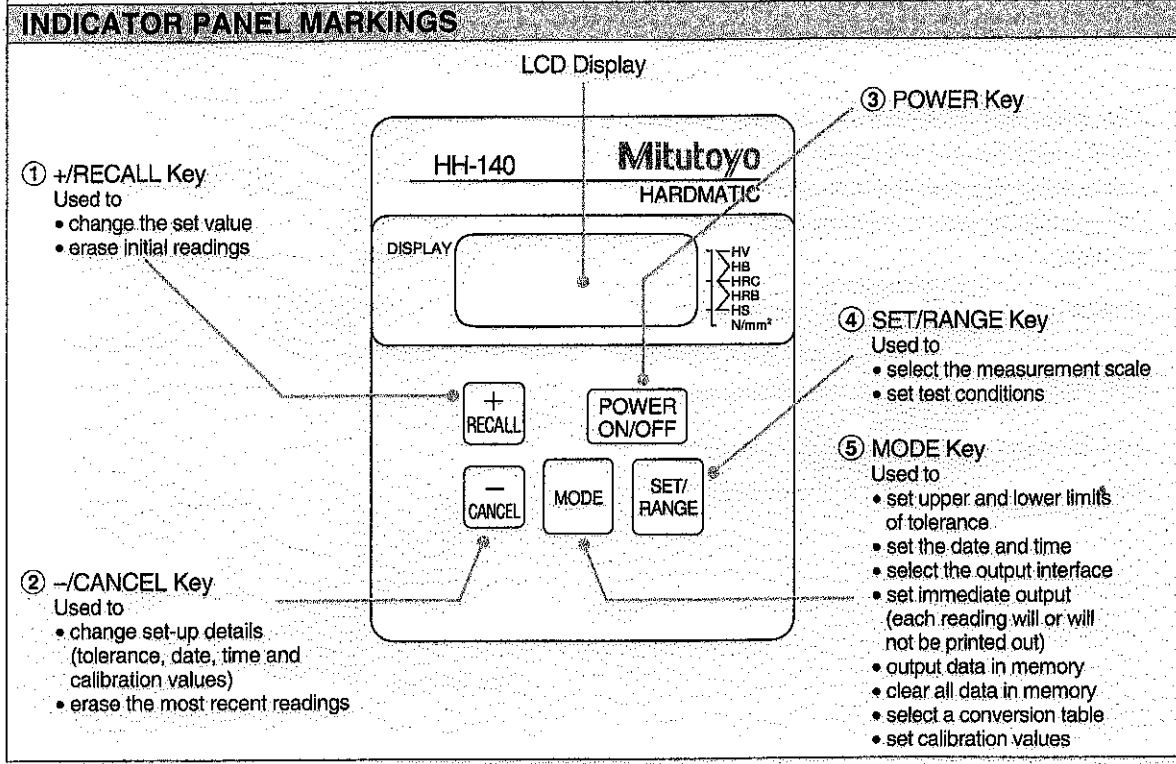 INDICATOR PANEL MARKINGS
LCD Display
③ POWER Key
① +/RECALL Key
Used to
• change the set value
• erase initial readings
HH-140
Mitutoyo
HARDMATIC
DISPLAY
HV
HB
HRC
HRB
HS
N/mm²
④ SET/RANGE Key
Used to
• select the measurement scale
• set test conditions
+
RECALL
POWER
ON/OFF
−
CANCEL
MODE
SET/
RANGE
⑤ MODE Key
Used to
• set upper and lower limits
of tolerance
• set the date and time
• select the output interface
• set immediate output
(each reading will or will
not be printed out)
• output data in memory
• clear all data in memory
• select a conversion table
• set calibration values
② –/CANCEL Key
Used to
• change set-up details
(tolerance, date, time and
calibration values)
• erase the most recent readings